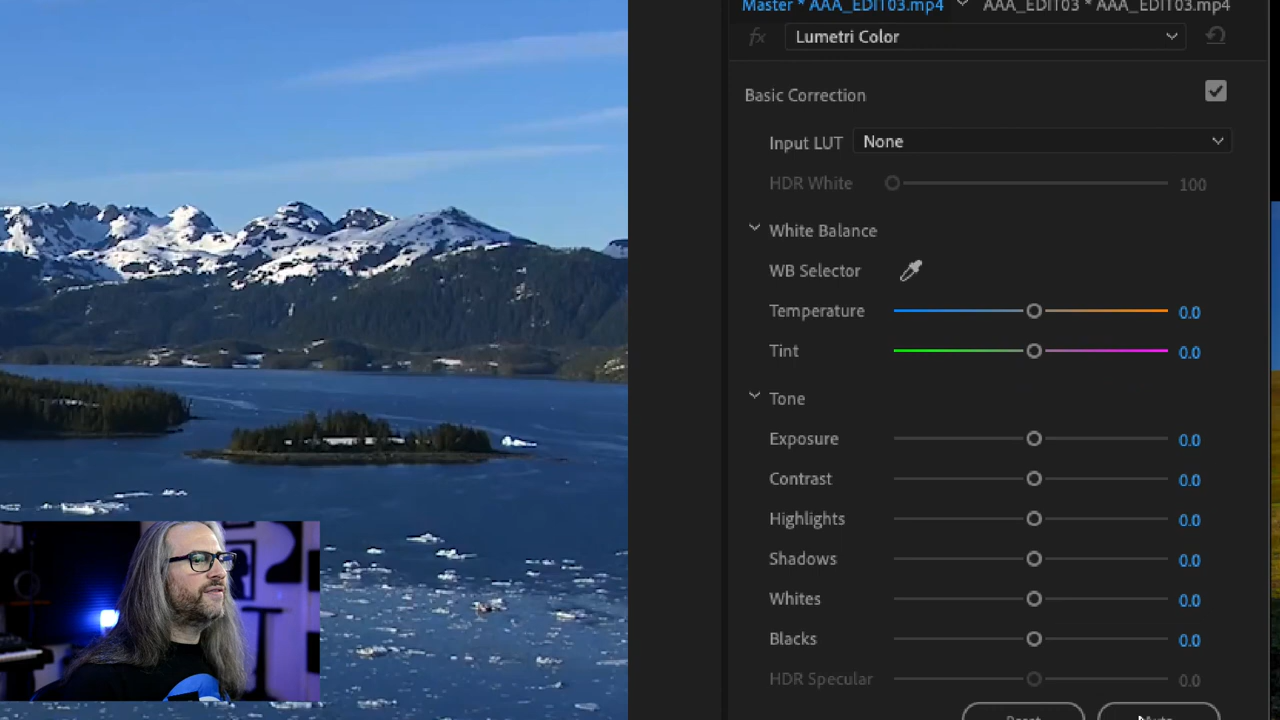 Master * AAA_EDIT03.mp4 AAA_EDIT03 * AAA_EDIT03.mp4
fx Lumetri Color
Basic Correction
Input LUT None
HDR White 100
White Balance
WB Selector
Temperature 0.0
Tint 0.0
Tone
Exposure 0.0
Contrast 0.0
Highlights 0.0
Shadows 0.0
Whites 0.0
Blacks 0.0
HDR Specular 0.0